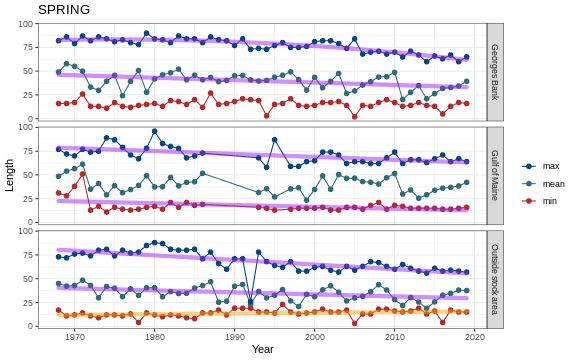 SPRING
100
75
50
25
0
Georges Bank
100
75
50
25
0
Gulf of Maine
100
75
50
25
0
Outside stock area
Length
1970
1980
1990
2000
2010
2020
Year
max
mean
min